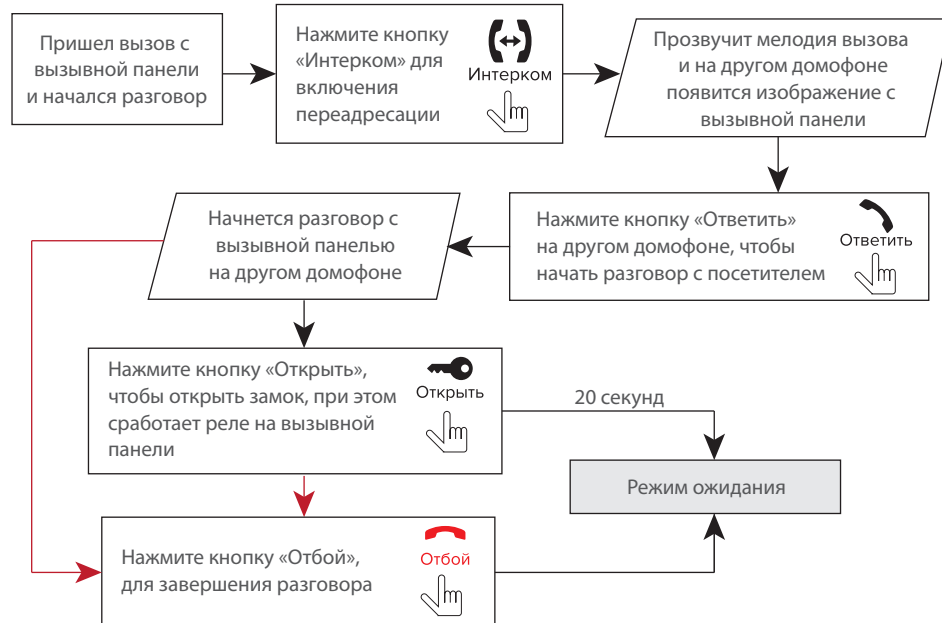 Пришел вызов с
вызывной панели
и начался разговор
Нажмите кнопку
«Интерком» для
включения
переадресации
Интерком
Прозвучит мелодия вызова
и на другом домофоне
появится изображение с
вызывной панели
Нажмите кнопку «Ответить»
на другом домофоне, чтобы
начать разговор с посетителем
Ответить
Начнется разговор с
вызывной панелью
на другом домофоне
Нажмите кнопку «Открыть»,
чтобы открыть замок, при этом
сработает реле на вызывной
панели
Открыть
20 секунд
Режим ожидания
Нажмите кнопку «Отбой»,
для завершения разговора
Отбой